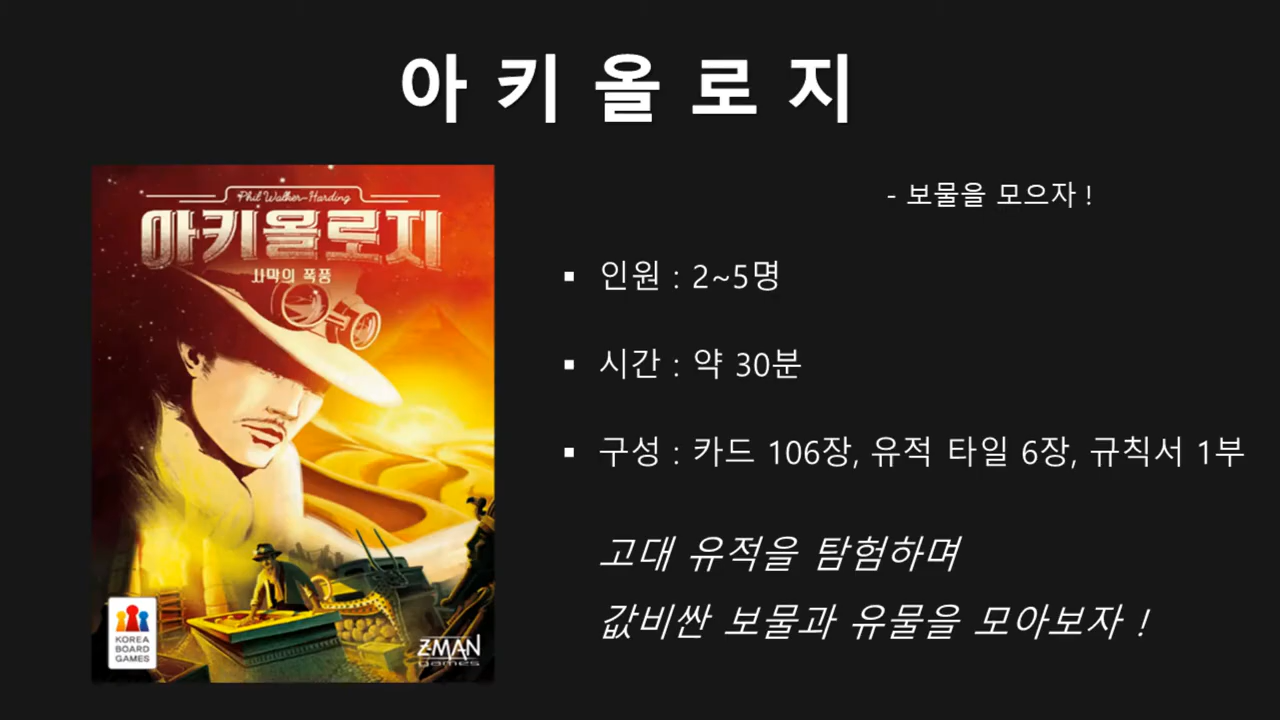 아키올로지
- 보물을 모으자 !
Phil Walker-Harding
아키올로지
사막의 폭풍
▪ 인원 : 2~5명
▪ 시간 : 약 30분
▪ 구성 : 카드 106장, 유적 타일 6장, 규칙서 1부
고대 유적을 탐험하며
값비싼 보물과 유물을 모아보자 !
KOREA
BOARD
GAMES
Z-MAN
games